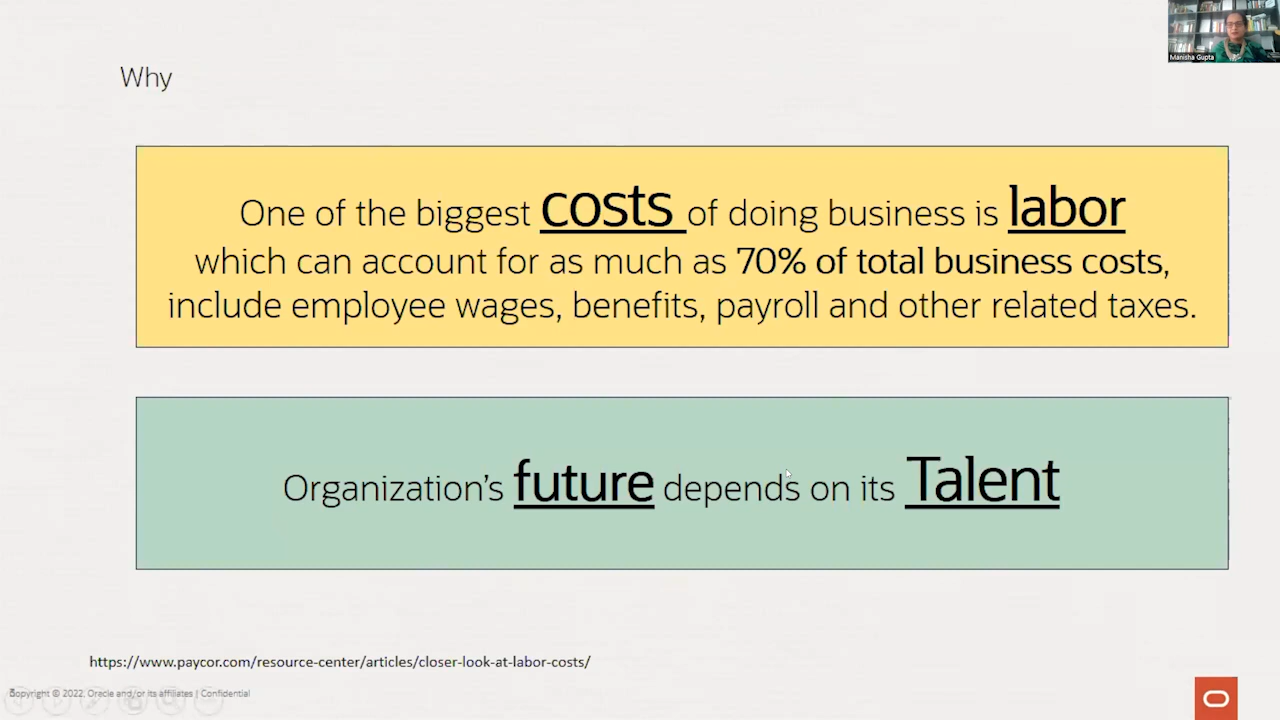 Manisha Gupta
Why
One of the biggest costs of doing business is labor
which can account for as much as 70% of total business costs,
include employee wages, benefits, payroll and other related taxes.
Organization’s future depends on its Talent
https://www.paycor.com/resource-center/articles/closer-look-at-labor-costs/
Copyright © 2022, Oracle and/or its affiliates | Confidential